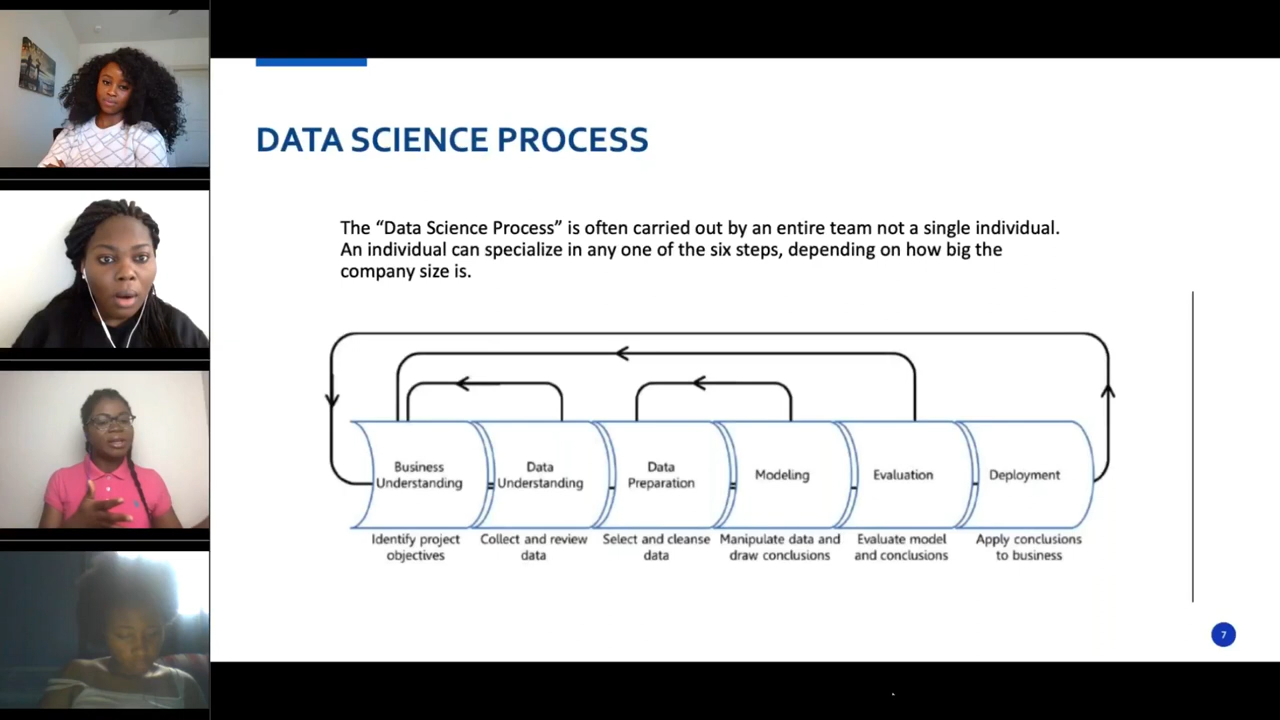 DATA SCIENCE PROCESS
The “Data Science Process” is often carried out by an entire team not a single individual.
An individual can specialize in any one of the six steps, depending on how big the
company size is.
Business
Understanding
Data
Understanding
Data
Preparation
Modeling
Evaluation
Deployment
Identify project
objectives
Collect and review
data
Select and cleanse
data
Manipulate data and
draw conclusions
Evaluate model
and conclusions
Apply conclusions
to business
7